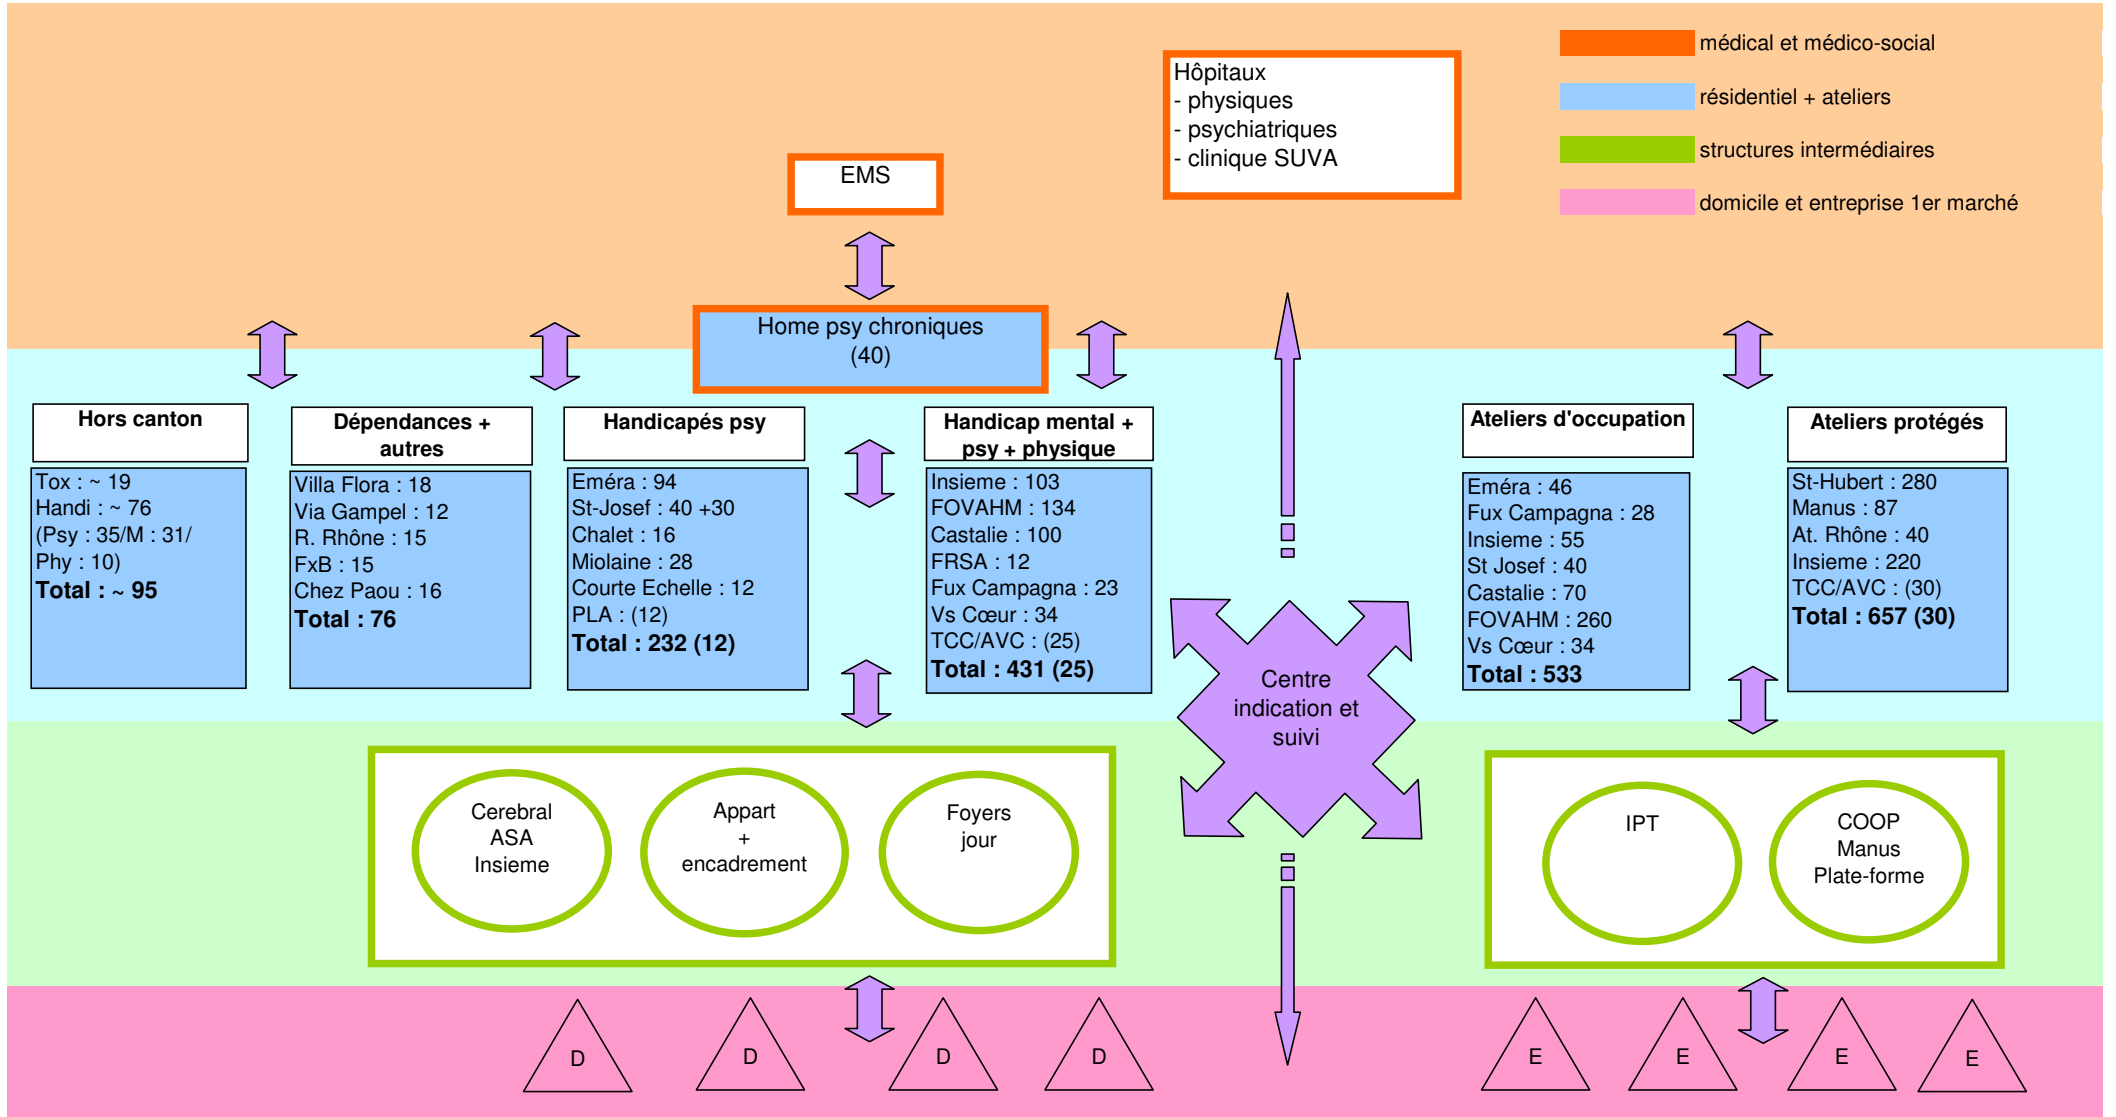 médical et médico-social
résidentiel + ateliers
structures intermédiaires
domicile et entreprise 1er marché
Hôpitaux
- physiques
- psychiatriques
- clinique SUVA
EMS
Home psy chroniques
(40)
Hors canton
Tox : ~ 19
Handi : ~ 76
(Psy : 35/M : 31/
Phy : 10)
Total : ~ 95
Dépendances +
autres
Villa Flora : 18
Via Gampel : 12
R. Rhône : 15
FxB : 15
Chez Paou : 16
Total : 76
Handicapés psy
Eméra : 94
St-Josef : 40 +30
Chalet : 16
Miolaine : 28
Courte Echelle : 12
PLA : (12)
Total : 232 (12)
Handicap mental +
psy + physique
Insieme : 103
FOVAHM : 134
Castalie : 100
FRSA : 12
Fux Campagna : 23
Vs Cœur : 34
TCC/AVC : (25)
Total : 431 (25)
Ateliers d'occupation
Eméra : 46
Fux Campagna : 28
Insieme : 55
St Josef : 40
Castalie : 70
FOVAHM : 260
Vs Cœur : 34
Total : 533
Ateliers protégés
St-Hubert : 280
Manus : 87
At. Rhône : 40
Insieme : 220
TCC/AVC : (30)
Total : 657 (30)
Centre
indication et
suivi
Cerebral
ASA
Insieme
Appart
+
encadrement
Foyers
jour
IPT
COOP
Manus
Plate-forme
D
D
D
D
E
E
E
E